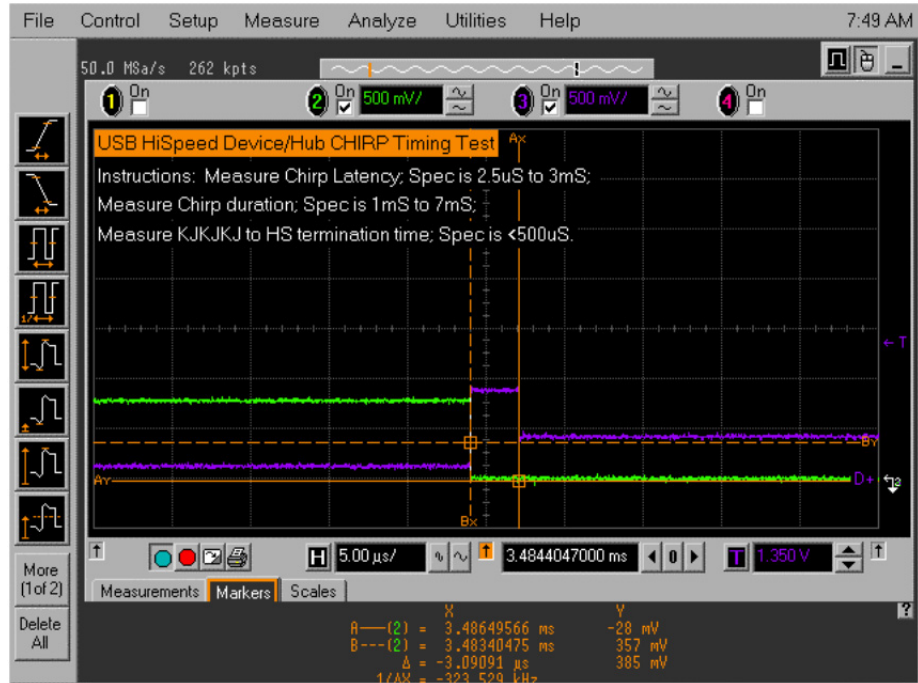 File Control Setup Measure Analyze Utilities Help 7:49 AM
50.0 MSa/s 262 kpts
1 On 2 On 500 mV/ 3 On 500 mV/ 4 On
USB HiSpeed Device/Hub CHIRP Timing Test
Ax
Instructions: Measure Chirp Latency; Spec is 2.5uS to 3mS;
Measure Chirp duration; Spec is 1mS to 7mS;
Measure KJKJKJ to HS termination time; Spec is <500uS.
T
By
Ay
D+
2
Bx
1/
More
(1 of 2)
Delete
All
H 5.00 µs/ 3.4844047000 ms 0 T 1.350 V
Measurements Markers Scales
?
X Y
A——(2) = 3.48649566 ms -28 mV
B---(2) = 3.48340475 ms 357 mV
Δ = -3.09091 µs 385 mV
1/ΔX = -323.529 kHz